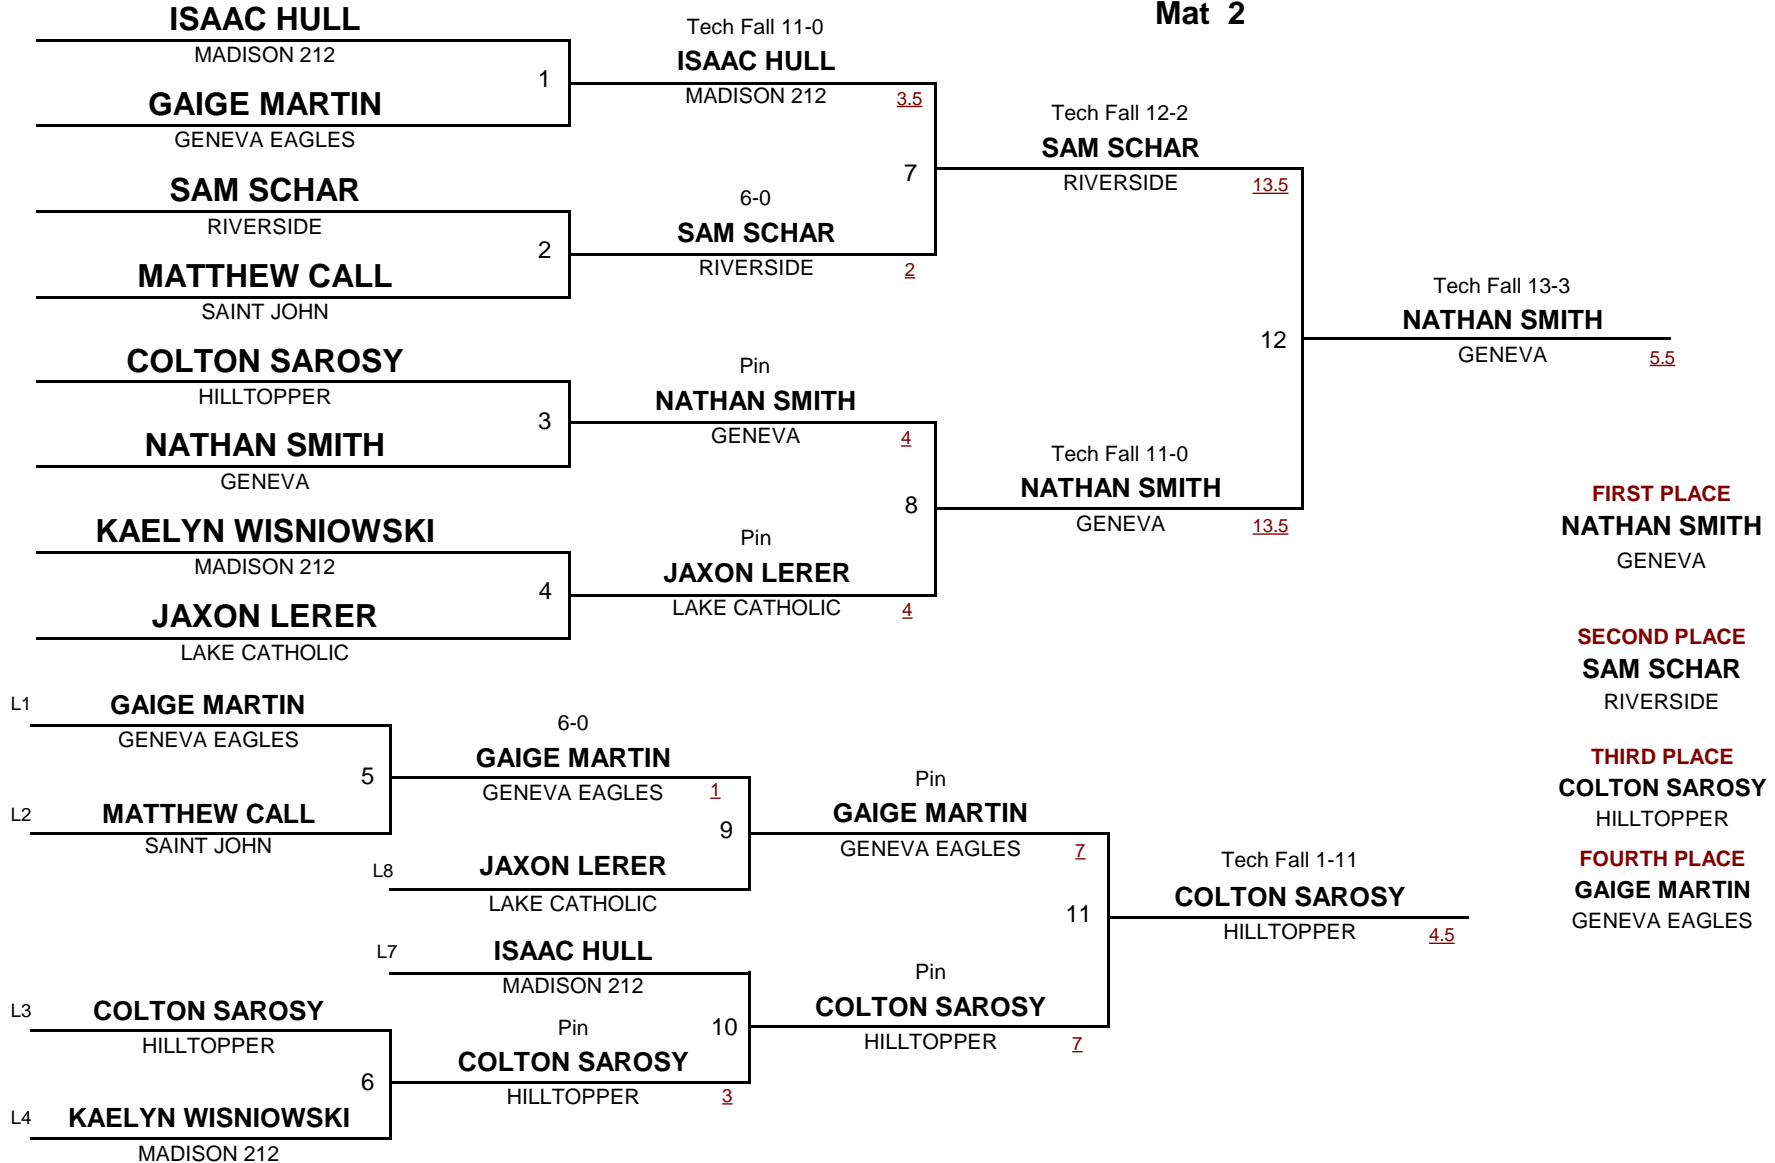 Mat 2
ISAAC HULL
MADISON 212
1
GAIGE MARTIN
GENEVA EAGLES
SAM SCHAR
RIVERSIDE
2
MATTHEW CALL
SAINT JOHN
COLTON SAROSY
HILLTOPPER
3
NATHAN SMITH
GENEVA
KAELYN WISNIOWSKI
MADISON 212
4
JAXON LERER
LAKE CATHOLIC
Tech Fall 11-0
ISAAC HULL
MADISON 212 3.5
7
6-0
SAM SCHAR
RIVERSIDE 2
Pin
NATHAN SMITH
GENEVA 4
8
Pin
JAXON LERER
LAKE CATHOLIC 4
Tech Fall 12-2
SAM SCHAR
RIVERSIDE 13.5
12
Tech Fall 11-0
NATHAN SMITH
GENEVA 13.5
Tech Fall 13-3
NATHAN SMITH
GENEVA 5.5
L1 GAIGE MARTIN
GENEVA EAGLES
5
L2 MATTHEW CALL
SAINT JOHN
L3 COLTON SAROSY
HILLTOPPER
6
L4 KAELYN WISNIOWSKI
MADISON 212
6-0
GAIGE MARTIN
GENEVA EAGLES 1
9
L8 JAXON LERER
LAKE CATHOLIC
L7 ISAAC HULL
MADISON 212
10
Pin
COLTON SAROSY
HILLTOPPER 3
Pin
GAIGE MARTIN
GENEVA EAGLES 7
11
Pin
COLTON SAROSY
HILLTOPPER 7
Tech Fall 1-11
COLTON SAROSY
HILLTOPPER 4.5
FIRST PLACE
NATHAN SMITH
GENEVA
SECOND PLACE
SAM SCHAR
RIVERSIDE
THIRD PLACE
COLTON SAROSY
HILLTOPPER
FOURTH PLACE
GAIGE MARTIN
GENEVA EAGLES